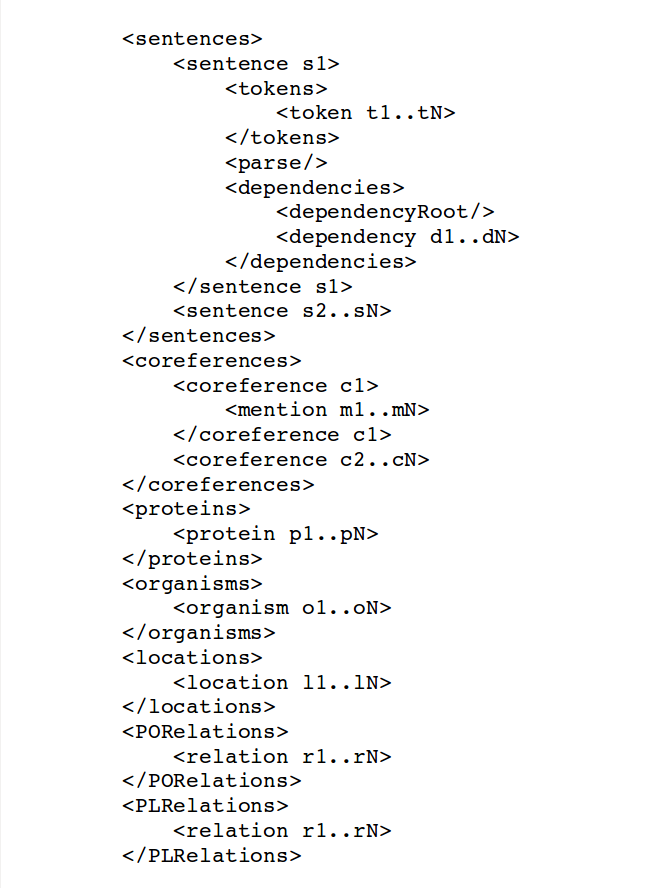 <sentences>
<sentence s1>
<tokens>
<token t1..tN>
</tokens>
<parse/>
<dependencies>
<dependencyRoot/>
<dependency d1..dN>
</dependencies>
</sentence s1>
<sentence s2..sN>
</sentences>
<coreferences>
<coreference c1>
<mention m1..mN>
</coreference c1>
<coreference c2..cN>
</coreferences>
<proteins>
<protein p1..pN>
</proteins>
<organisms>
<organism o1..oN>
</organisms>
<locations>
<location l1..lN>
</locations>
<PORelations>
<relation r1..rN>
</PORelations>
<PLRelations>
<relation r1..rN>
</PLRelations>